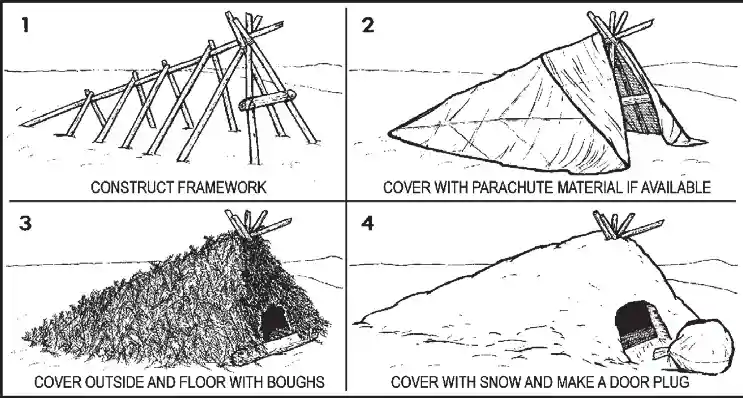 1
CONSTRUCT FRAMEWORK
2
COVER WITH PARACHUTE MATERIAL IF AVAILABLE
3
COVER OUTSIDE AND FLOOR WITH BOUGHS
4
COVER WITH SNOW AND MAKE A DOOR PLUG